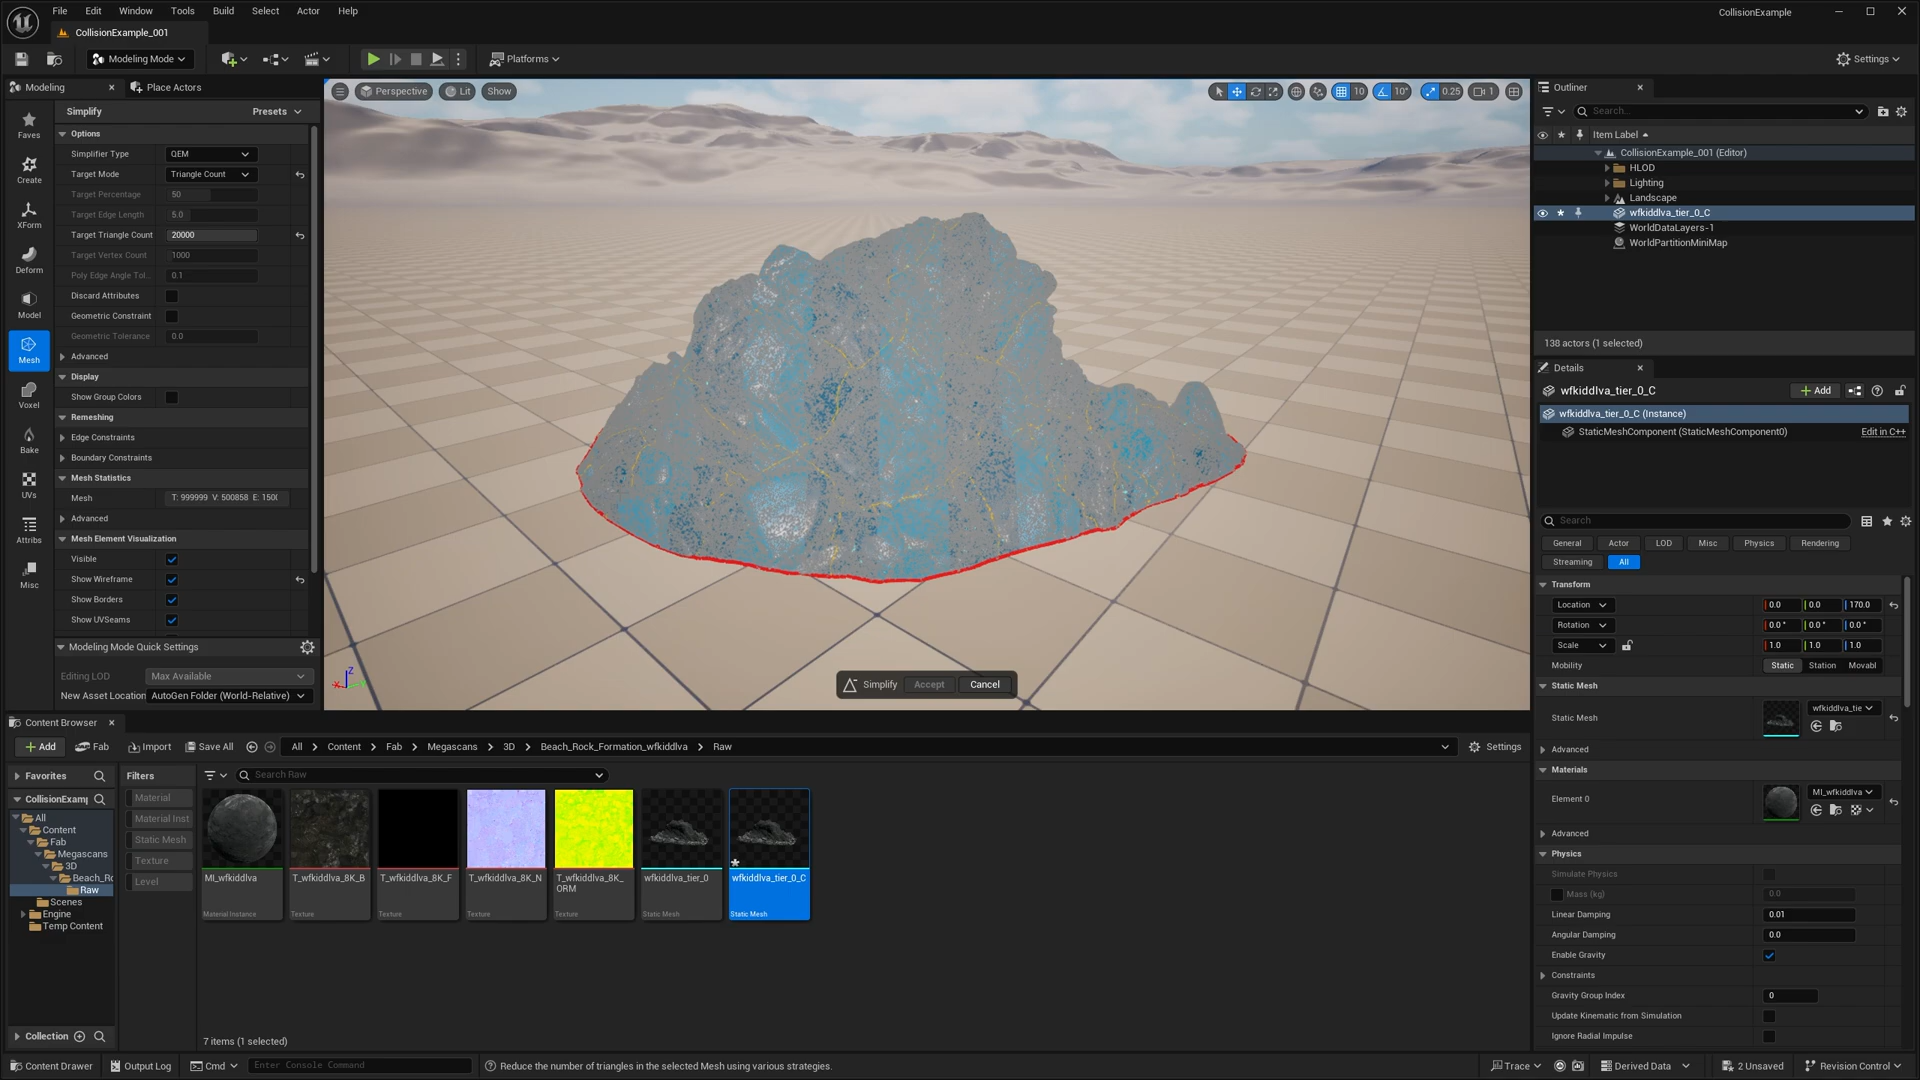 File Edit Window Tools Build Select Actor Help
CollisionExample
CollisionExample_001
Modeling Mode
Platforms
Settings
Modeling
Place Actors
Simplify
Presets
Options
Simplifier Type QEM
Target Mode Triangle Count
Target Percentage 50
Target Edge Length 5.0
Target Triangle Count 20000
Target Vertex Count 1000
Poly Edge Angle Tol... 0.1
Discard Attributes
Geometric Constraint
Geometric Tolerance 0.0
Advanced
Display
Show Group Colors
Remeshing
Edge Constraints
Boundary Constraints
Mesh Statistics
Mesh T: 999999 V: 500858 E: 150(
Advanced
Mesh Element Visualization
Visible
Show Wireframe
Show Borders
Show UVSeams
Modeling Mode Quick Settings
Editing LOD Max Available
New Asset Location AutoGen Folder (World-Relative)
Faves
Create
XForm
Deform
Model
Mesh
Voxel
Bake
UVs
Attribs
Misc
Perspective Lit Show
10 10° 0.25 1
Z
X
Simplify Accept Cancel
Outliner
Search...
Item Label
CollisionExample_001 (Editor)
HLOD
Lighting
Landscape
wfkiddlva_tier_0_C
WorldDataLayers-1
WorldPartitionMiniMap
138 actors (1 selected)
Details
wfkiddlva_tier_0_C
Add
wfkiddlva_tier_0_C (Instance)
StaticMeshComponent (StaticMeshComponent0) Edit in C++
Search
General Actor LOD Misc Physics Rendering
Streaming All
Transform
Location 0.0 0.0 170.0
Rotation 0.0° 0.0° 0.0°
Scale 1.0 1.0 1.0
Mobility Static Station Movabl
Static Mesh
Static Mesh wfkiddlva_tie
Advanced
Materials
Element 0 MI_wfkiddlva
Advanced
Physics
Simulate Physics
Mass (kg) 0.0
Linear Damping 0.01
Angular Damping 0.0
Enable Gravity
Constraints
Gravity Group Index 0
Update Kinematic from Simulation
Ignore Radial Impulse
Content Browser
Add Fab Import Save All All Content Fab Megascans 3D Beach_Rock_Formation_wfkiddlva Raw Settings
Favorites
CollisionExamp
All
Content
Fab
Megascans
3D
Beach_Ro
Raw
Scenes
Engine
Temp Content
Collection
Filters
Material
Material Inst
Static Mesh
Texture
Level
Search Raw
MI_wfkiddlva
Material Instance
T_wfkiddlva_8K_B
Texture
T_wfkiddlva_8K_F
Texture
T_wfkiddlva_8K_N
Texture
T_wfkiddlva_8K_
ORM
Texture
wfkiddlva_tier_0
Static Mesh
wfkiddlva_tier_0_C
Static Mesh
7 items (1 selected)
Content Drawer Output Log Cmd Enter Console Command Reduce the number of triangles in the selected Mesh using various strategies. Trace Derived Data 2 Unsaved Revision Control